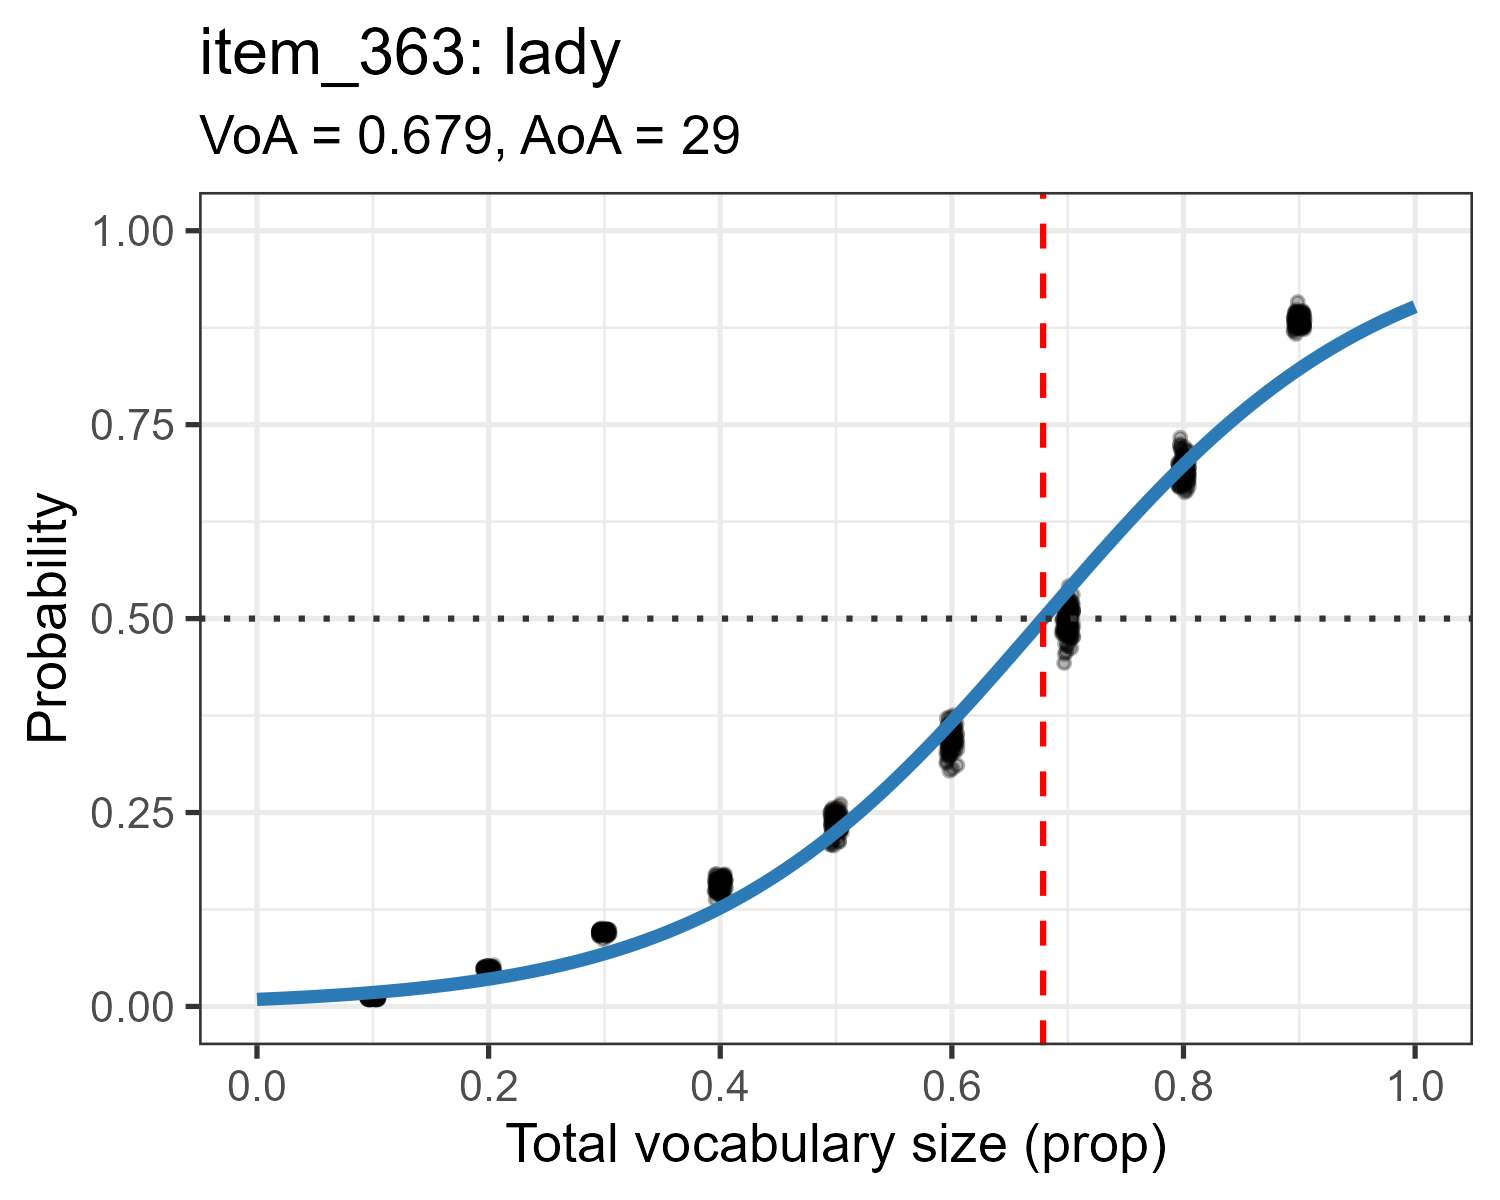 item_363: lady
VoA = 0.679, AoA = 29
1.00
0.75
0.50
0.25
0.00
Probability
0.0 0.2 0.4 0.6 0.8 1.0
Total vocabulary size (prop)